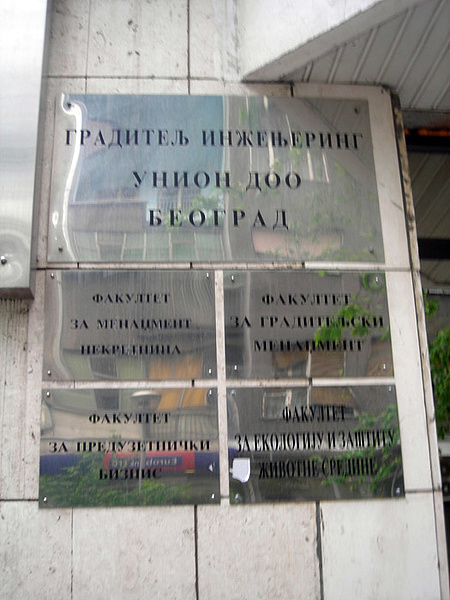 ГРАДИТЕЉ ИНЖЕЊЕРИНГ
УНИОН ДОО
БЕОГРАД
ФАКУЛТЕТ
ЗА МЕНАЏМЕНТ
НЕКРЕТНИНА
ФАКУЛТЕТ
ЗА ГРАДИТЕЉСКИ
МЕНАЏМЕНТ
ФАКУЛТЕТ
ЗА ПРЕДУЗЕТНИЧКИ
БИЗНИС
ФАКУЛТЕТ
ЗА ЕКОЛОГИЈУ И ЗАШТИТУ
ЖИВОТНЕ СРЕДИНЕ